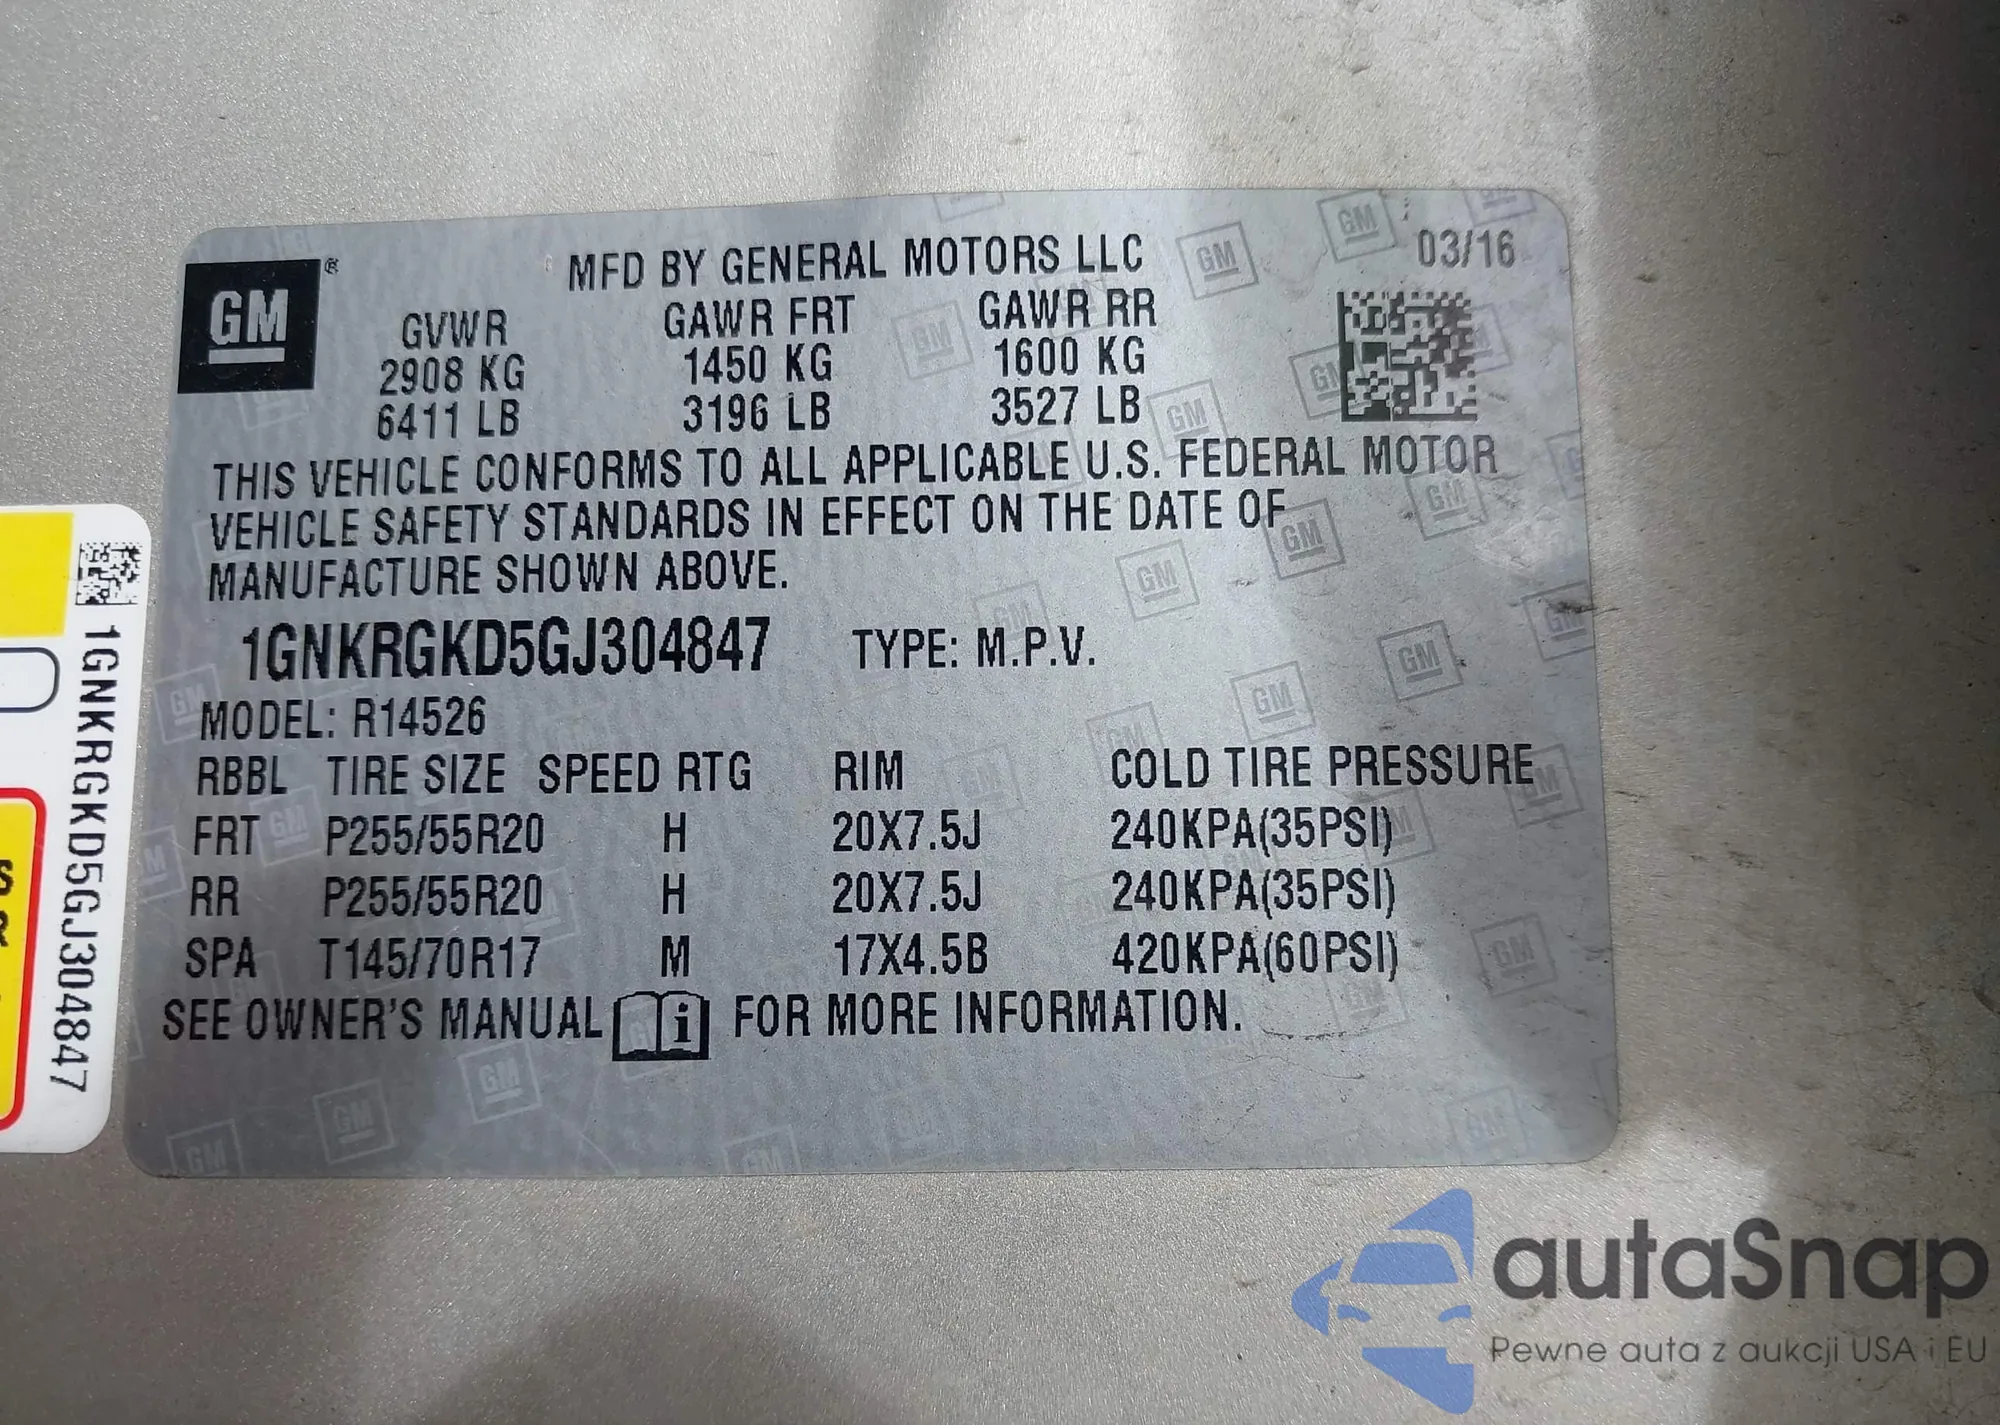 GM ®
MFD BY GENERAL MOTORS LLC 03/16
GVWR GAWR FRT GAWR RR
2908 KG 1450 KG 1600 KG
6411 LB 3196 LB 3527 LB
THIS VEHICLE CONFORMS TO ALL APPLICABLE U.S. FEDERAL MOTOR
VEHICLE SAFETY STANDARDS IN EFFECT ON THE DATE OF
MANUFACTURE SHOWN ABOVE.
1GNKRGKD5GJ304847 TYPE: M.P.V.
MODEL: R14526
RBBL TIRE SIZE SPEED RTG RIM COLD TIRE PRESSURE
FRT P255/55R20 H 20X7.5J 240KPA(35PSI)
RR P255/55R20 H 20X7.5J 240KPA(35PSI)
SPA T145/70R17 M 17X4.5B 420KPA(60PSI)
SEE OWNER'S MANUAL i FOR MORE INFORMATION.
1GNKRGKD5GJ304847
autaSnap
Pewne auta z aukcji USA i EU